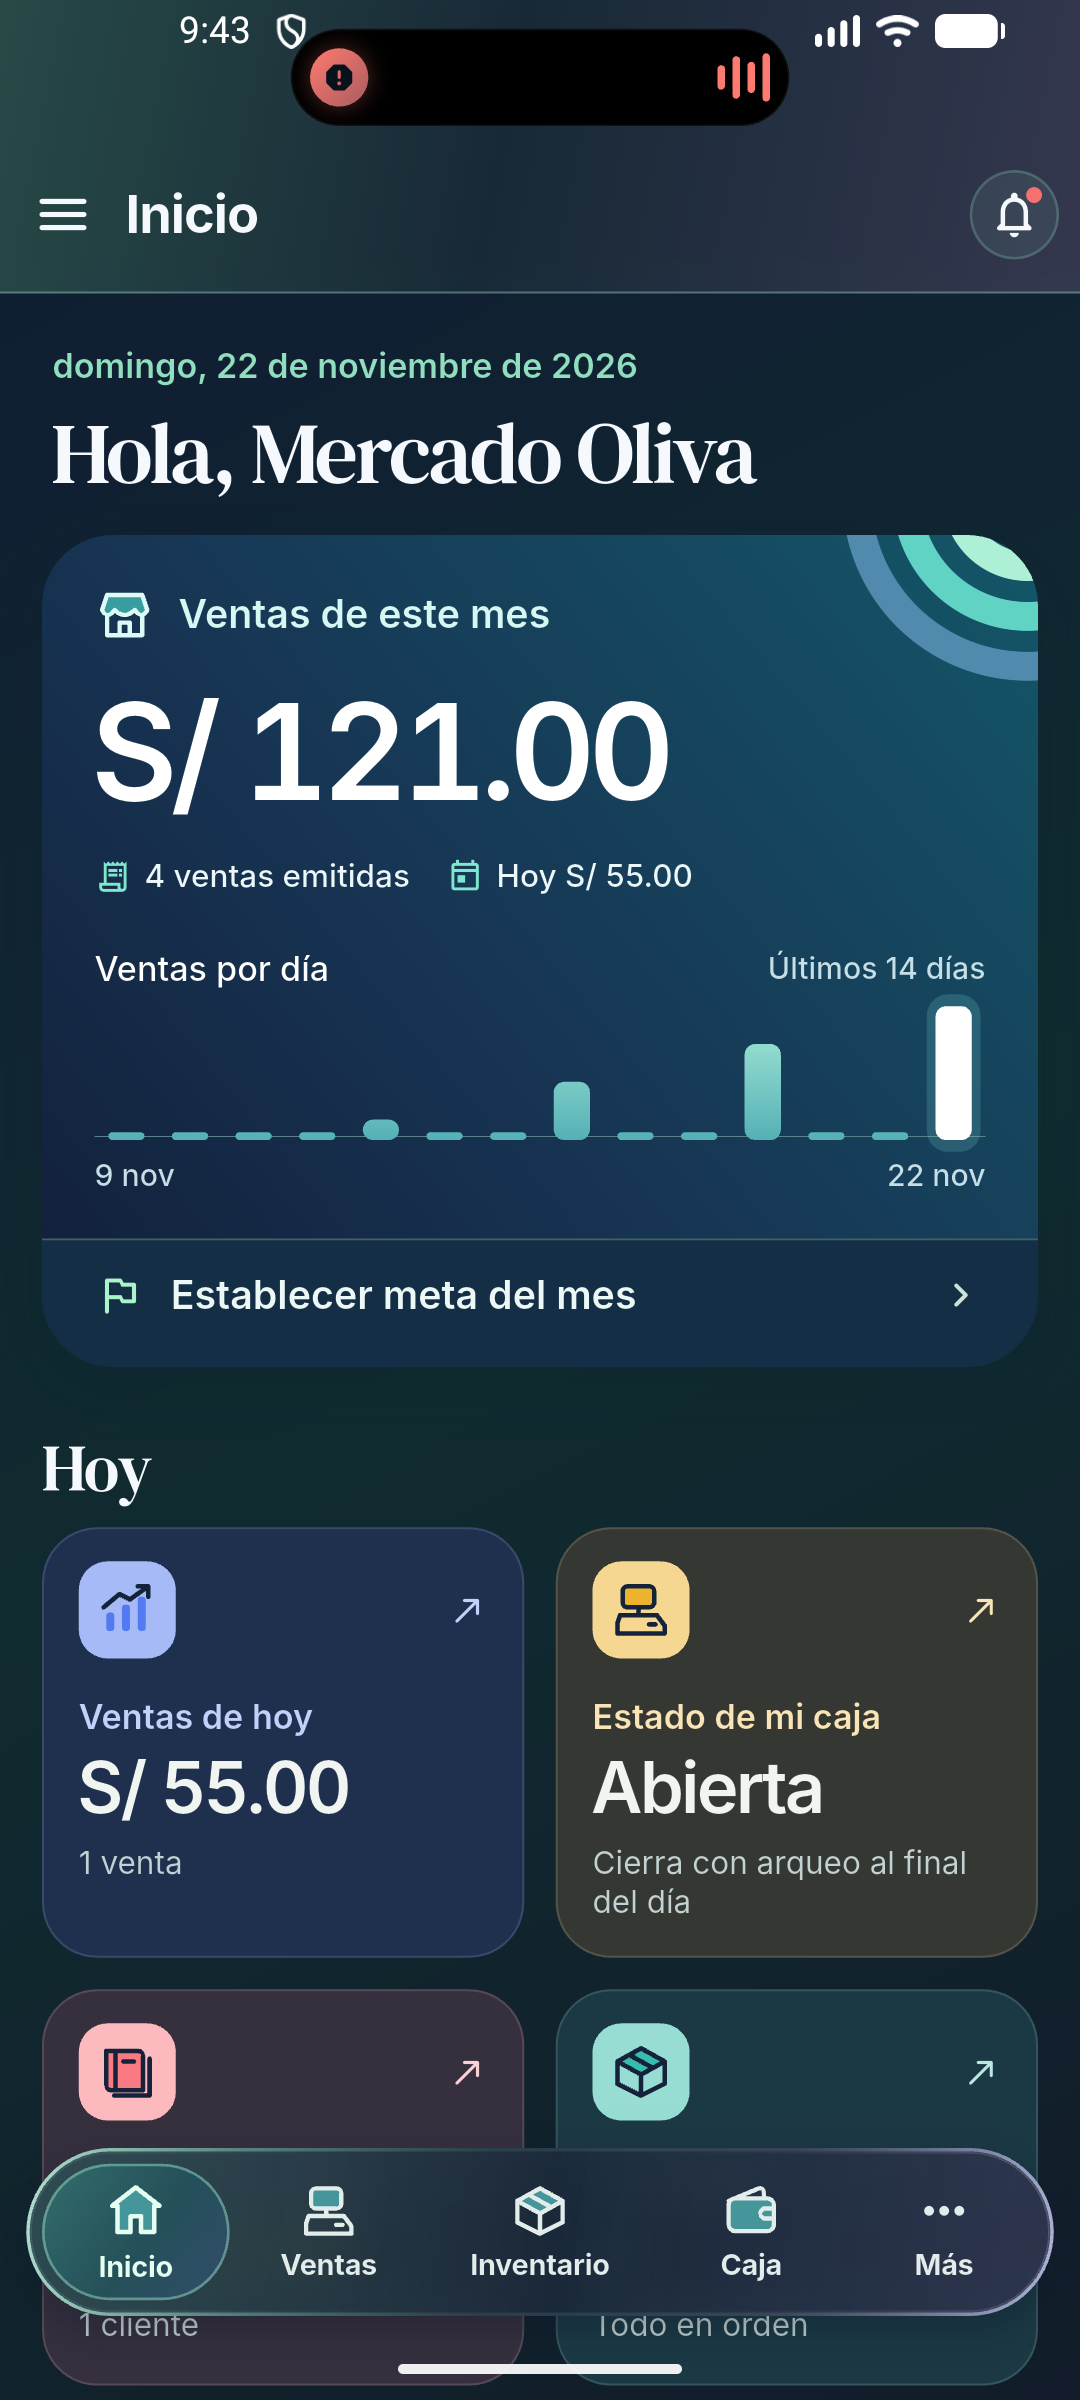 9:43
Inicio
domingo, 22 de noviembre de 2026
Hola, Mercado Oliva
Ventas de este mes
S/ 121.00
4 ventas emitidas
Hoy S/ 55.00
Ventas por día
Últimos 14 días
9 nov
22 nov
Establecer meta del mes
Hoy
Ventas de hoy
S/ 55.00
1 venta
Estado de mi caja
Abierta
Cierra con arqueo al final
del día
Inicio
Ventas
Inventario
Caja
Más
1 cliente
Todo en orden